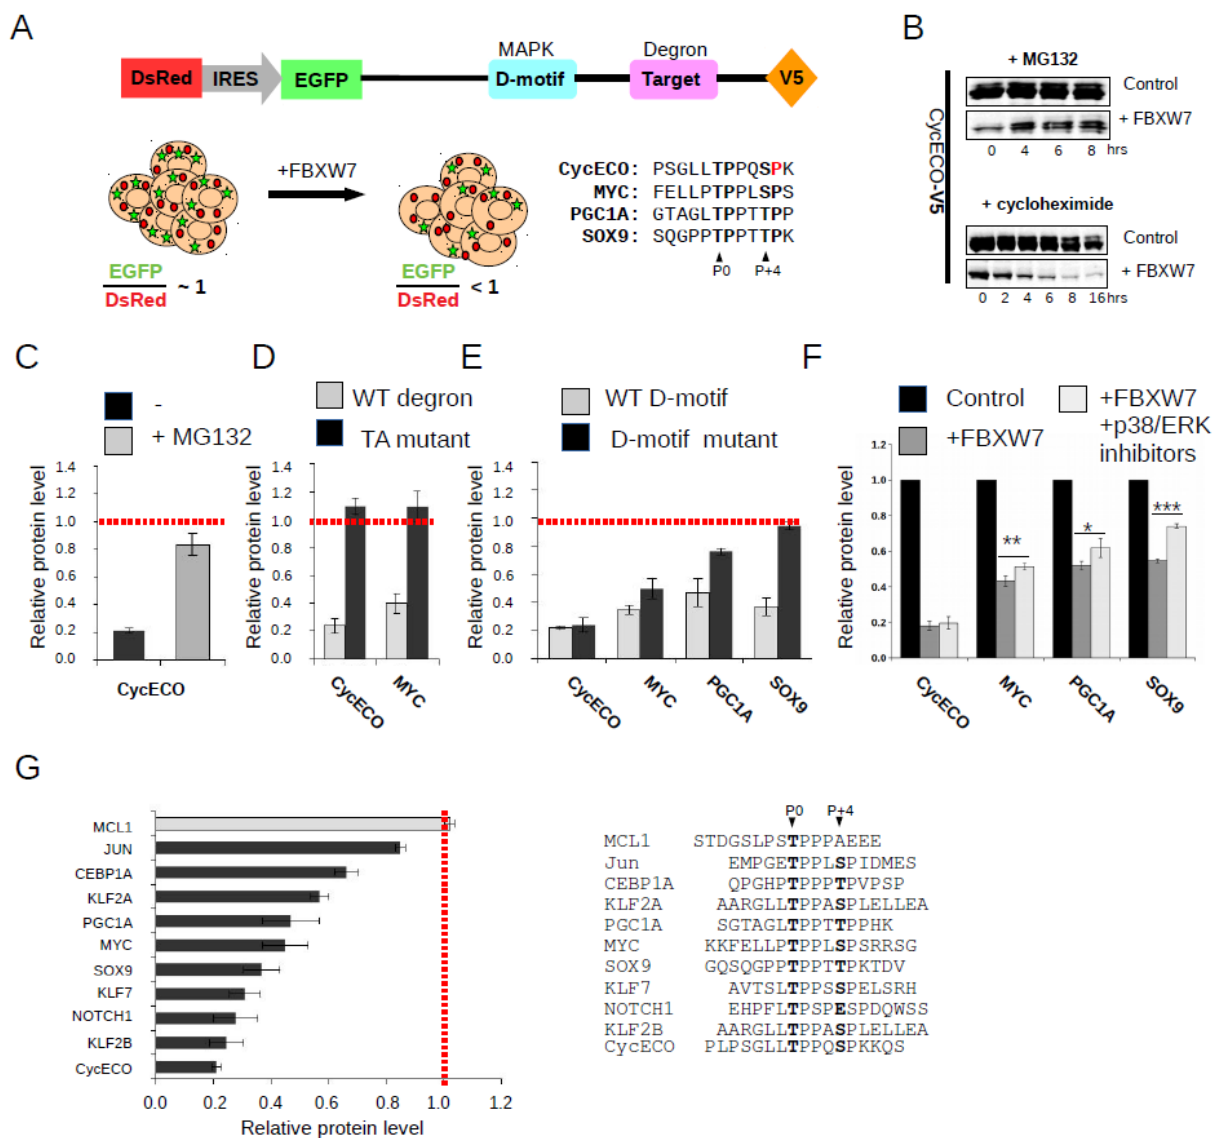 A
MAPK
Degron
DsRed
IRES
EGFP
D-motif
Target
V5
+FBXW7
EGFP
DsRed
~ 1
EGFP
DsRed
< 1
CycECO: PSGLLTPPQSPK
MYC: FELLPTPPLSPS
PGC1A: GTAGLTPPTTPP
SOX9: SQGPPTPPTTPK
P0
P+4
B
+ MG132
CycECO-V5
Control
+ FBXW7
0 4 6 8 hrs
+ cycloheximide
Control
+ FBXW7
0 2 4 6 8 16hrs
C
-
+ MG132
Relative protein level
1.4
1.2
1.0
0.8
0.6
0.4
0.2
0.0
CycECO
D
WT degron
TA mutant
Relative protein level
1.4
1.2
1.0
0.8
0.6
0.4
0.2
0.0
CycECO
MYC
E
WT D-motif
D-motif mutant
Relative protein level
1.4
1.2
1.0
0.8
0.6
0.4
0.2
0.0
CycECO
MYC
PGC1A
SOX9
F
Control
+FBXW7
+FBXW7
+p38/ERK
inhibitors
Relative protein level
1.2
1.0
0.8
0.6
0.4
0.2
0.0
**
*
***
CycECO
MYC
PGC1A
SOX9
G
MCL1
JUN
CEBP1A
KLF2A
PGC1A
MYC
SOX9
KLF7
NOTCH1
KLF2B
CycECO
0.0 0.2 0.4 0.6 0.8 1.0 1.2
Relative protein level
P0 P+4
MCL1 STDGSLPSTPPPAEEE
Jun EMPGETPPLSPIDMES
CEBP1A QPGHPTPPPTPVPSP
KLF2A AARGLLTPPASPLELLEA
PGC1A SGTAGLTPPTTPPHK
MYC KKFELLPTPPLSPSRRSG
SOX9 GQSQGPPTPPTTPKTDV
KLF7 AVTSLTPPSSPELSRH
NOTCH1 EHPFLTPSPESPDQWSS
KLF2B AARGLLTPPASPLELLEA
CycECO PLPSGLLTPPQSPKKQS